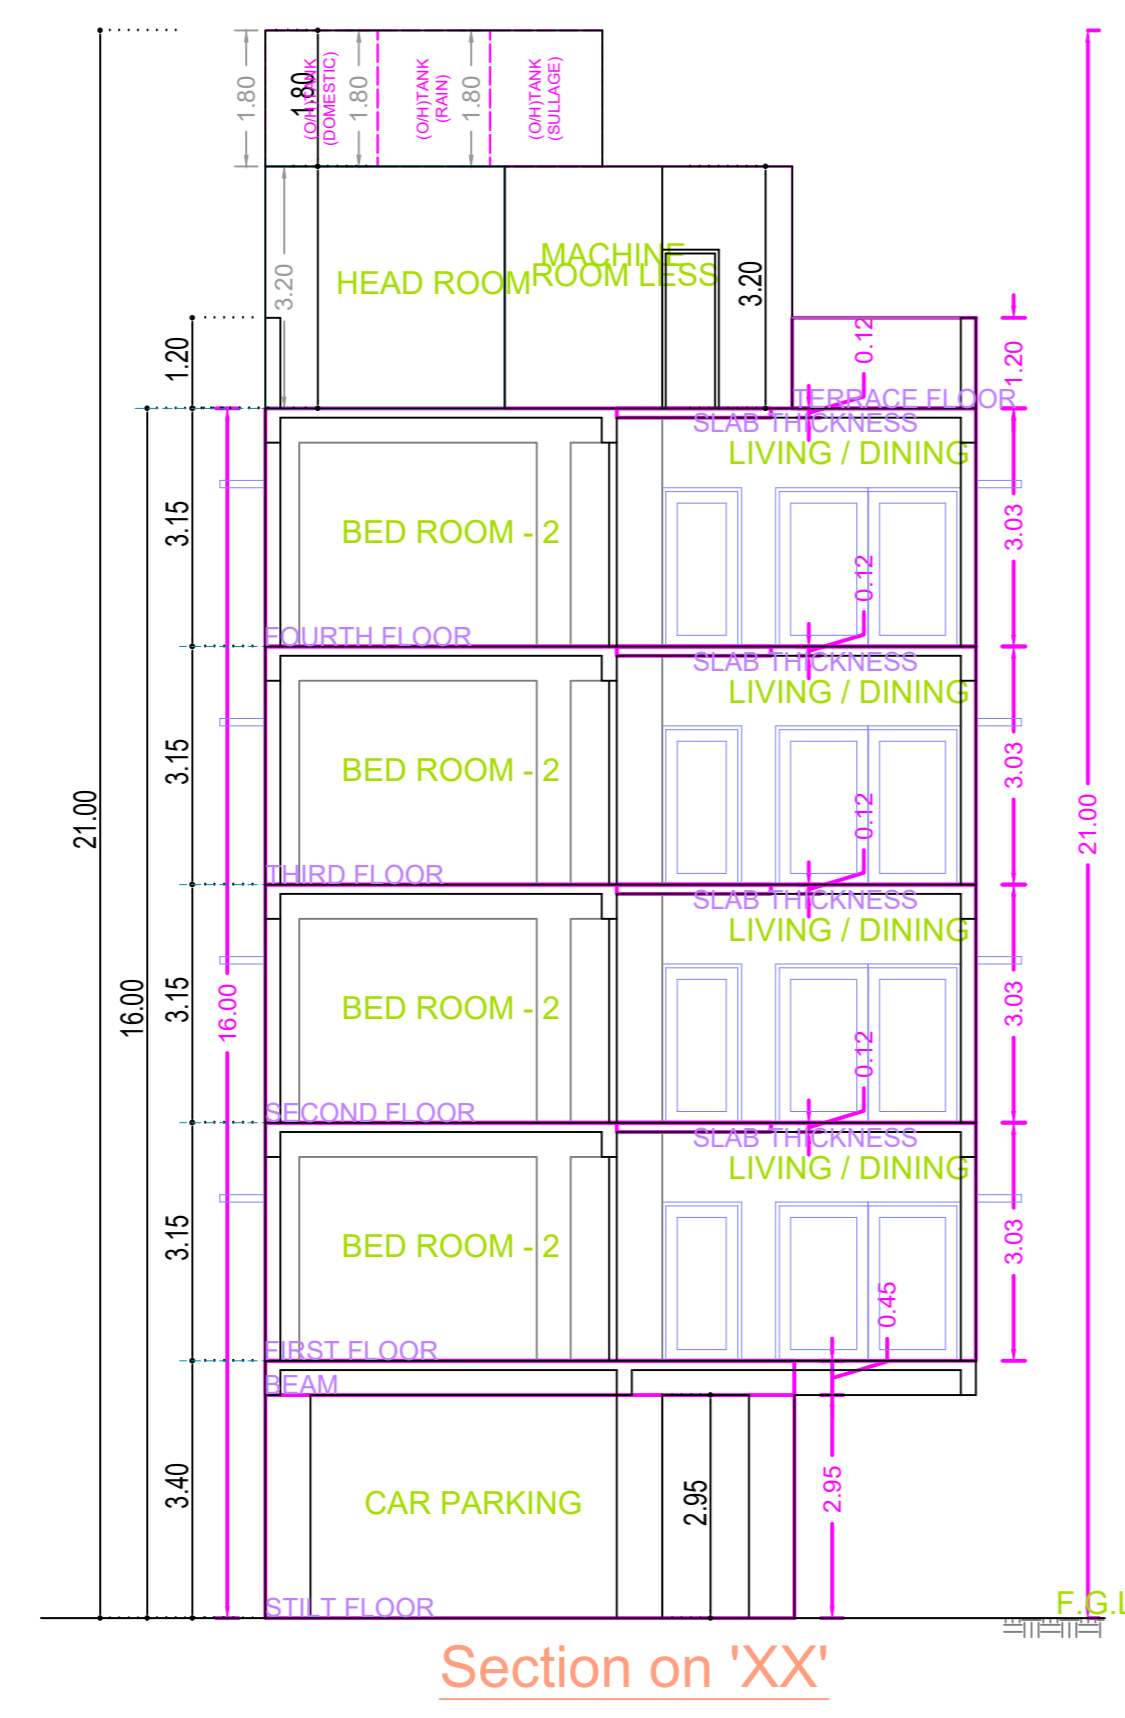 1.80
1.80
1.80
1.80
(O/H)TANK
(DOMESTIC)
(O/H)TANK
(RAIN)
(O/H)TANK
(SULLAGE)
3.20
HEAD ROOM
MACHINE
ROOM LESS
3.20
1.20
0.12
1.20
TERRACE FLOOR
SLAB THICKNESS
LIVING / DINING
3.15
BED ROOM - 2
3.03
0.12
FOURTH FLOOR
SLAB THICKNESS
LIVING / DINING
3.15
BED ROOM - 2
3.03
21.00
0.12
21.00
THIRD FLOOR
SLAB THICKNESS
LIVING / DINING
16.00
3.15
16.00
BED ROOM - 2
3.03
0.12
SECOND FLOOR
SLAB THICKNESS
LIVING / DINING
3.15
BED ROOM - 2
3.03
0.45
FIRST FLOOR
BEAM
3.40
CAR PARKING
2.95
2.95
STILT FLOOR
F.G.L
Section on 'XX'